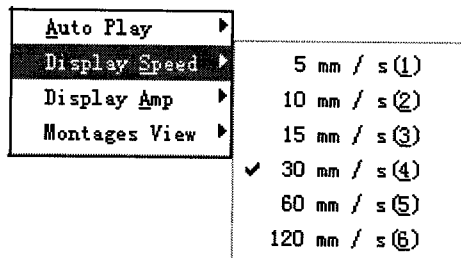 Auto Play
Display Speed
Display Amp
Montages View
5 mm / s(1)
10 mm / s(2)
15 mm / s(3)
✔ 30 mm / s(4)
60 mm / s(5)
120 mm / s(6)